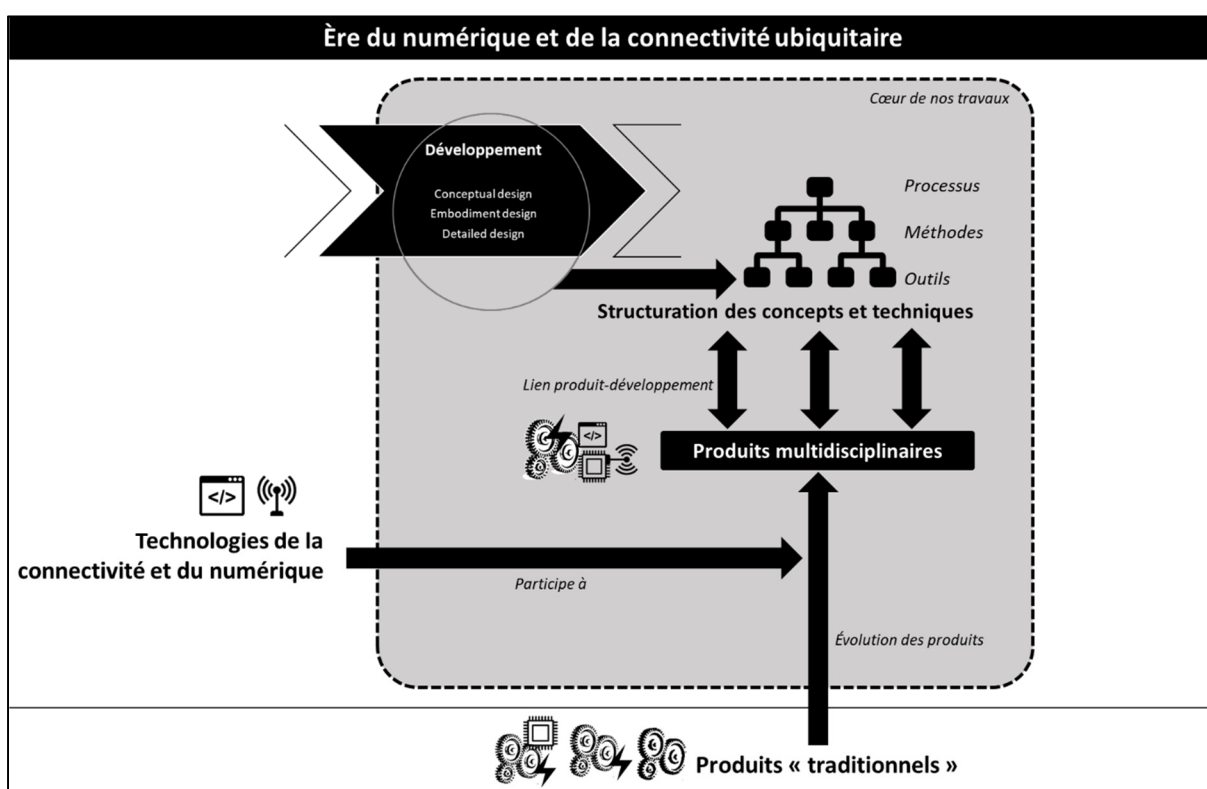 Ère du numérique et de la connectivité ubiquitaire
Cœur de nos travaux
Développement
Conceptual design
Embodiment design
Detailed design
Processus
Méthodes
Outils
Structuration des concepts et techniques
Lien produit-développement
</>
Produits multidisciplinaires
</>
Technologies de la
connectivité et du numérique
Participe à
Évolution des produits
Produits « traditionnels »